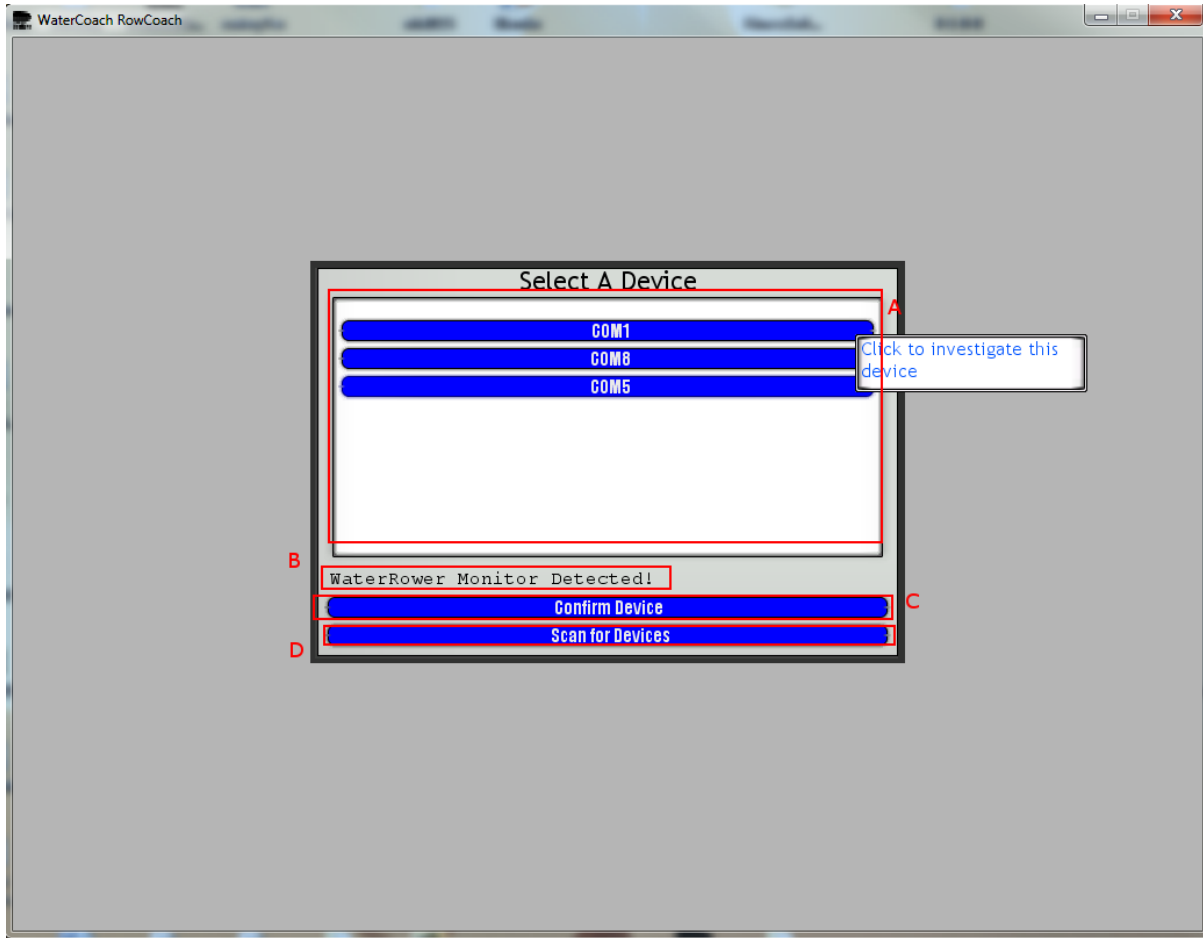 WaterCoach RowCoach
Select A Device
A
COM1
COM8
COM5
Click to investigate this
device
B
WaterRower Monitor Detected!
Confirm Device
C
Scan for Devices
D